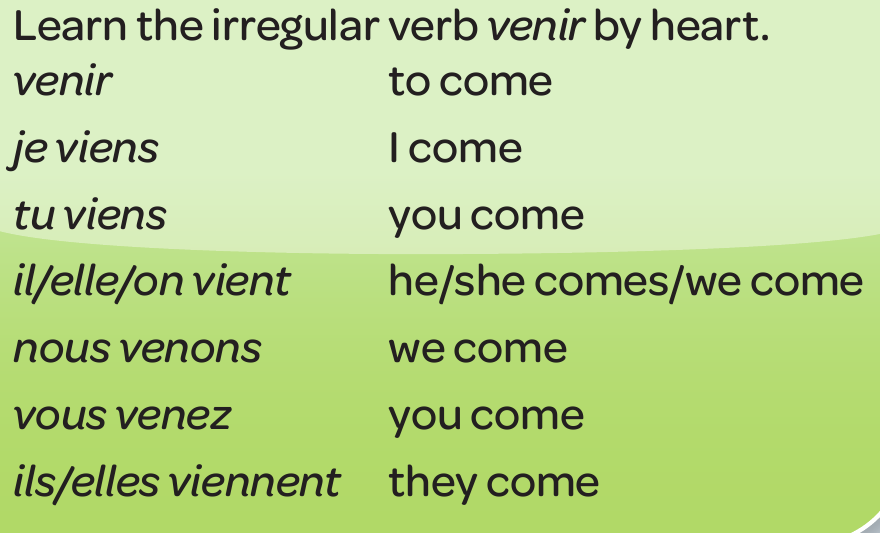 Learn the irregular verb venir by heart.
venir to come
je viens I come
tu viens you come
il/elle/on vient he/she comes/we come
nous venons we come
vous venez you come
ils/elles viennent they come